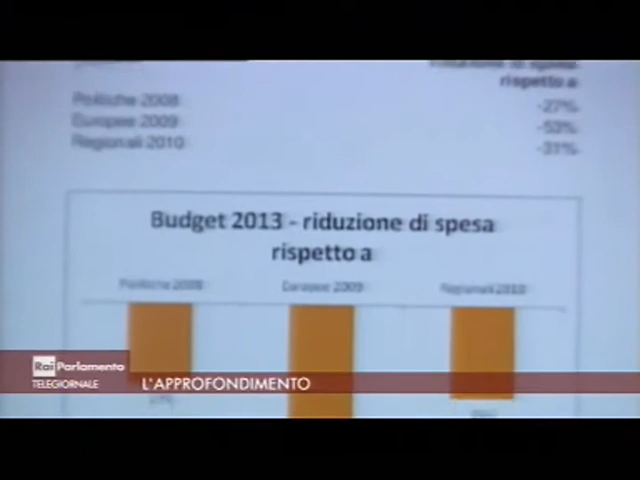 riduzione di spesa
rispetto a
Politiche 2008 -27%
Europee 2009 -53%
Regionali 2010 -31%
Budget 2013 - riduzione di spesa
rispetto a
Politiche 2008 Europee 2009 Regionali 2010
Rai Parlamento
TELEGIORNALE
L'APPROFONDIMENTO